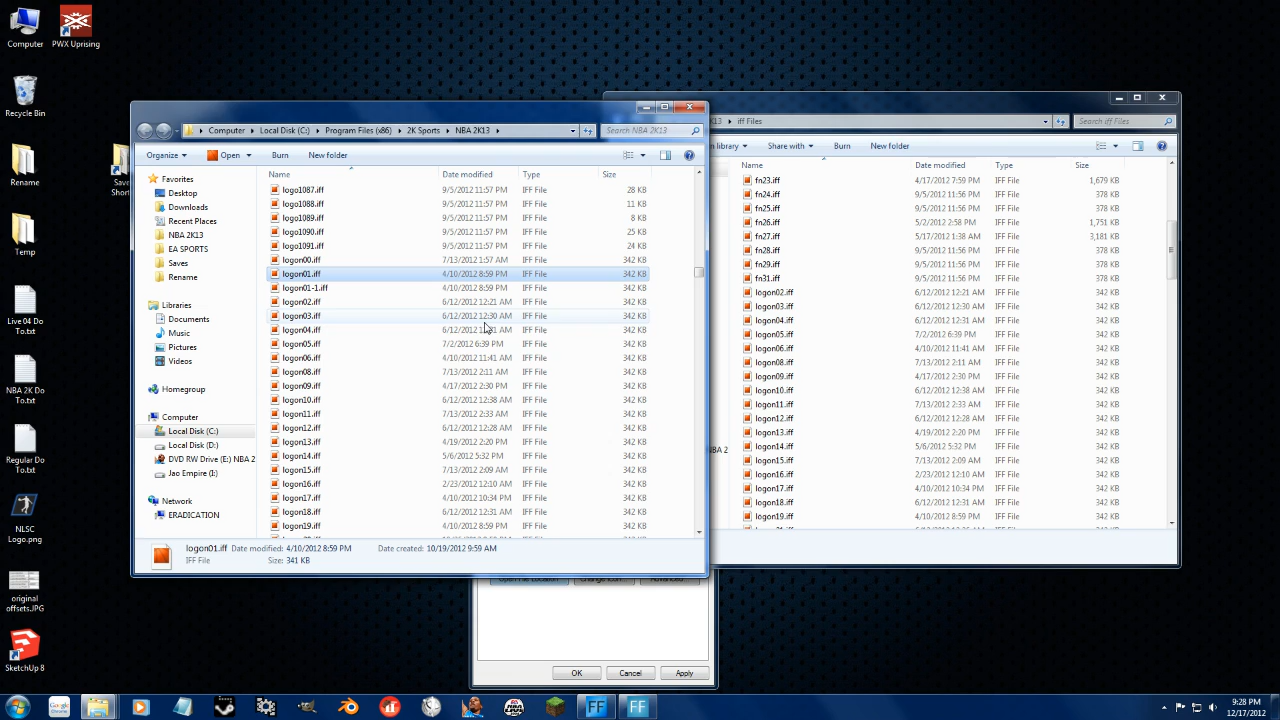 Computer
PWX Uprising
Recycle Bin
Rename
Temp
Live 04 Do
To.txt
NBA 2K Do
To.txt
Regular Do
To.txt
NLSC
Logo.png
original
offsets.JPG
SketchUp 8
Computer Local Disk (C:) Program Files (x86) 2K Sports NBA 2K13
Search NBA 2K13
Organize Open Burn New folder
Favorites
Desktop
Downloads
Recent Places
NBA 2K13
EA SPORTS
Saves
Rename
Libraries
Documents
Music
Pictures
Videos
Homegroup
Computer
Local Disk (C:)
Local Disk (D:)
DVD RW Drive (E:) NBA 2
Jao Empire (I:)
Network
ERADICATION
Name Date modified Type Size
logo1087.iff 9/5/2012 11:57 PM IFF File 28 KB
logo1088.iff 9/5/2012 11:57 PM IFF File 11 KB
logo1089.iff 9/5/2012 11:57 PM IFF File 8 KB
logo1090.iff 9/5/2012 11:57 PM IFF File 25 KB
logo1091.iff 9/5/2012 11:57 PM IFF File 24 KB
logon00.iff 7/13/2012 1:57 AM IFF File 342 KB
logon01.iff 4/10/2012 8:59 PM IFF File 342 KB
logon01-1.iff 4/10/2012 8:59 PM IFF File 342 KB
logon02.iff 6/12/2012 12:21 AM IFF File 342 KB
logon03.iff 6/12/2012 12:30 AM IFF File 342 KB
logon04.iff 6/12/2012 AM IFF File 342 KB
logon05.iff 7/2/2012 6:39 PM IFF File 342 KB
logon06.iff 4/10/2012 11:41 AM IFF File 342 KB
logon08.iff 7/13/2012 2:11 AM IFF File 342 KB
logon09.iff 4/17/2012 2:30 PM IFF File 342 KB
logon10.iff 6/12/2012 12:38 AM IFF File 342 KB
logon11.iff 7/13/2012 2:33 AM IFF File 342 KB
logon12.iff 6/12/2012 12:28 AM IFF File 342 KB
logon13.iff 4/19/2012 2:20 PM IFF File 342 KB
logon14.iff 5/6/2012 5:32 PM IFF File 342 KB
logon15.iff 7/13/2012 2:09 AM IFF File 342 KB
logon16.iff 2/23/2012 12:10 AM IFF File 342 KB
logon17.iff 4/10/2012 10:34 PM IFF File 342 KB
logon18.iff 6/12/2012 12:31 AM IFF File 342 KB
logon19.iff 4/10/2012 8:59 PM IFF File 342 KB
logon01.iff Date modified: 4/10/2012 8:59 PM Date created: 10/19/2012 9:59 AM
IFF File Size: 341 KB
iff Files
Search iff Files
library Share with Burn New folder
Name Date modified Type Size
fn23.iff 4/17/2012 7:59 PM IFF File 1,679 KB
fn24.iff 9/5/2012 11:56 PM IFF File 378 KB
fn25.iff 9/5/2012 11:56 PM IFF File 378 KB
fn26.iff 5/5/2012 2:58 PM IFF File 1,751 KB
fn27.iff 5/17/2012 1:38 AM IFF File 3,181 KB
fn28.iff 9/5/2012 11:56 PM IFF File 378 KB
fn29.iff 9/5/2012 11:56 PM IFF File 378 KB
fn31.iff 9/5/2012 11:56 PM IFF File 378 KB
logon02.iff 6/12/2012 12:21 AM IFF File 342 KB
logon03.iff 6/12/2012 12:30 AM IFF File 342 KB
logon04.iff 6/12/2012 12:31 AM IFF File 342 KB
logon05.iff 7/2/2012 6:39 PM IFF File 342 KB
logon06.iff 4/10/2012 11:41 AM IFF File 342 KB
logon08.iff 7/13/2012 2:11 AM IFF File 342 KB
logon09.iff 4/17/2012 2:30 PM IFF File 342 KB
logon10.iff 6/12/2012 12:38 AM IFF File 342 KB
logon11.iff 7/13/2012 2:33 AM IFF File 342 KB
logon12.iff 6/12/2012 12:28 AM IFF File 342 KB
logon13.iff 4/19/2012 2:20 PM IFF File 342 KB
logon14.iff 5/6/2012 5:32 PM IFF File 342 KB
logon15.iff 7/13/2012 2:09 AM IFF File 342 KB
logon16.iff 2/23/2012 12:10 AM IFF File 342 KB
logon17.iff 4/10/2012 10:34 PM IFF File 342 KB
logon18.iff 6/12/2012 12:31 AM IFF File 342 KB
logon19.iff 4/10/2012 8:59 PM IFF File 342 KB
OK Cancel Apply
9:28 PM
12/17/2012